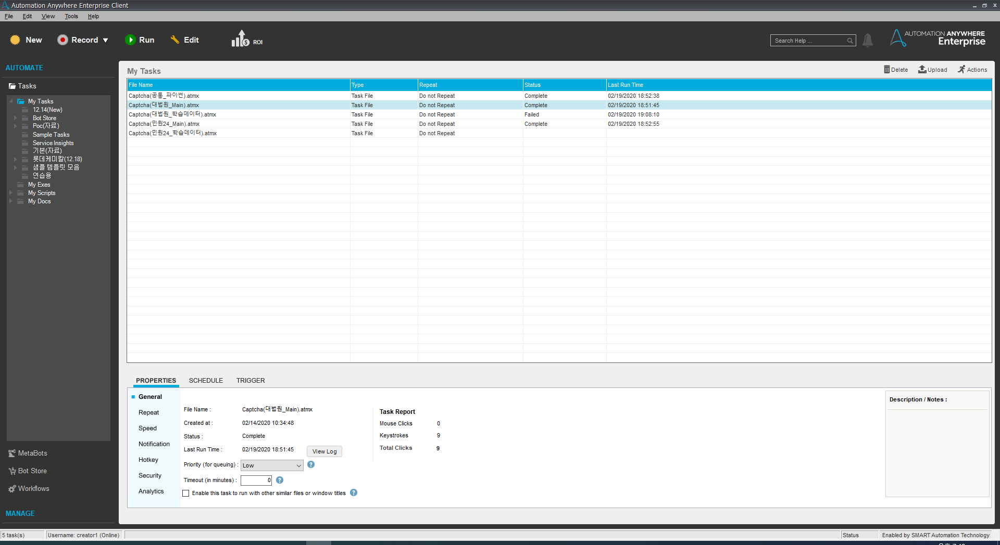 Automation Anywhere Enterprise Client
File Edit View Tools Help
New Record Run Edit ROI Search Help ... AUTOMATION ANYWHERE Enterprise
AUTOMATE
Tasks
My Tasks
12.14(New)
Bot Store
Poc(자료)
Sample Tasks
Service Insights
기본(자료)
롯데케미칼(12.18)
샘플 템플릿 모음
연습용
My Exes
My Scripts
My Docs
MetaBots
Bot Store
Workflows
MANAGE
My Tasks Delete Upload Actions
File Name Type Repeat Status Last Run Time
Captcha(공통_파이썬).atmx Task File Do not Repeat Complete 02/19/2020 18:52:38
Captcha(대법원_Main).atmx Task File Do not Repeat Complete 02/19/2020 18:51:45
Captcha(대법원_학습데이터).atmx Task File Do not Repeat Failed 02/19/2020 19:08:10
Captcha(민원24_Main).atmx Task File Do not Repeat Complete 02/19/2020 18:52:55
Captcha(민원24_학습데이터).atmx Task File Do not Repeat
PROPERTIES SCHEDULE TRIGGER
General
Repeat
Speed
Notification
Hotkey
Security
Analytics
File Name : Captcha(대법원_Main).atmx
Created at : 02/14/2020 10:34:48
Status : Complete
Last Run Time : 02/19/2020 18:51:45 View Log
Priority (for queuing) : Low
Timeout (in minutes) : 0
Enable this task to run with other similar files or window titles
Task Report
Mouse Clicks 0
Keystrokes 9
Total Clicks 9
Description / Notes :
5 task(s) Username: creator1 (Online) Status Enabled by SMART Automation Technology